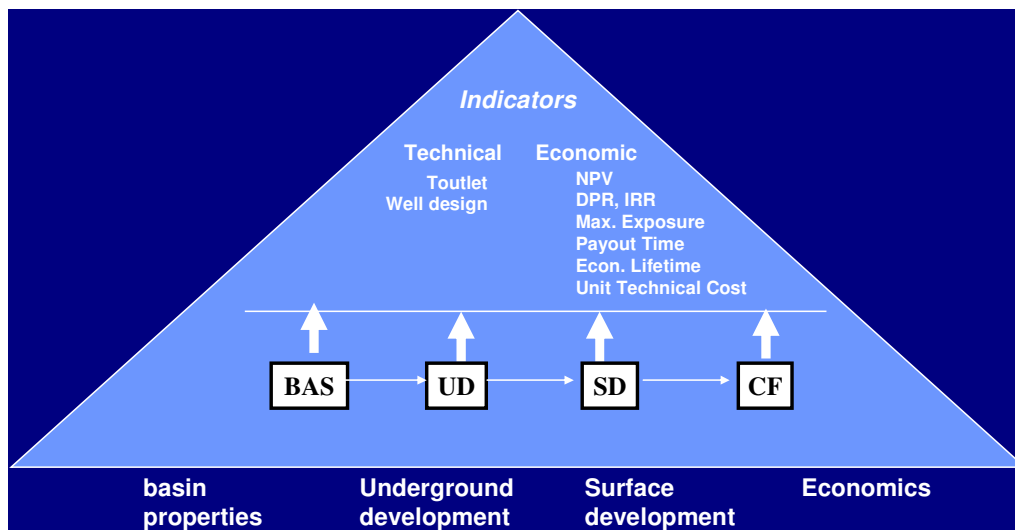 Indicators
Technical
Toutlet
Well design
Economic
NPV
DPR, IRR
Max. Exposure
Payout Time
Econ. Lifetime
Unit Technical Cost
BAS
UD
SD
CF
basin
properties
Underground
development
Surface
development
Economics